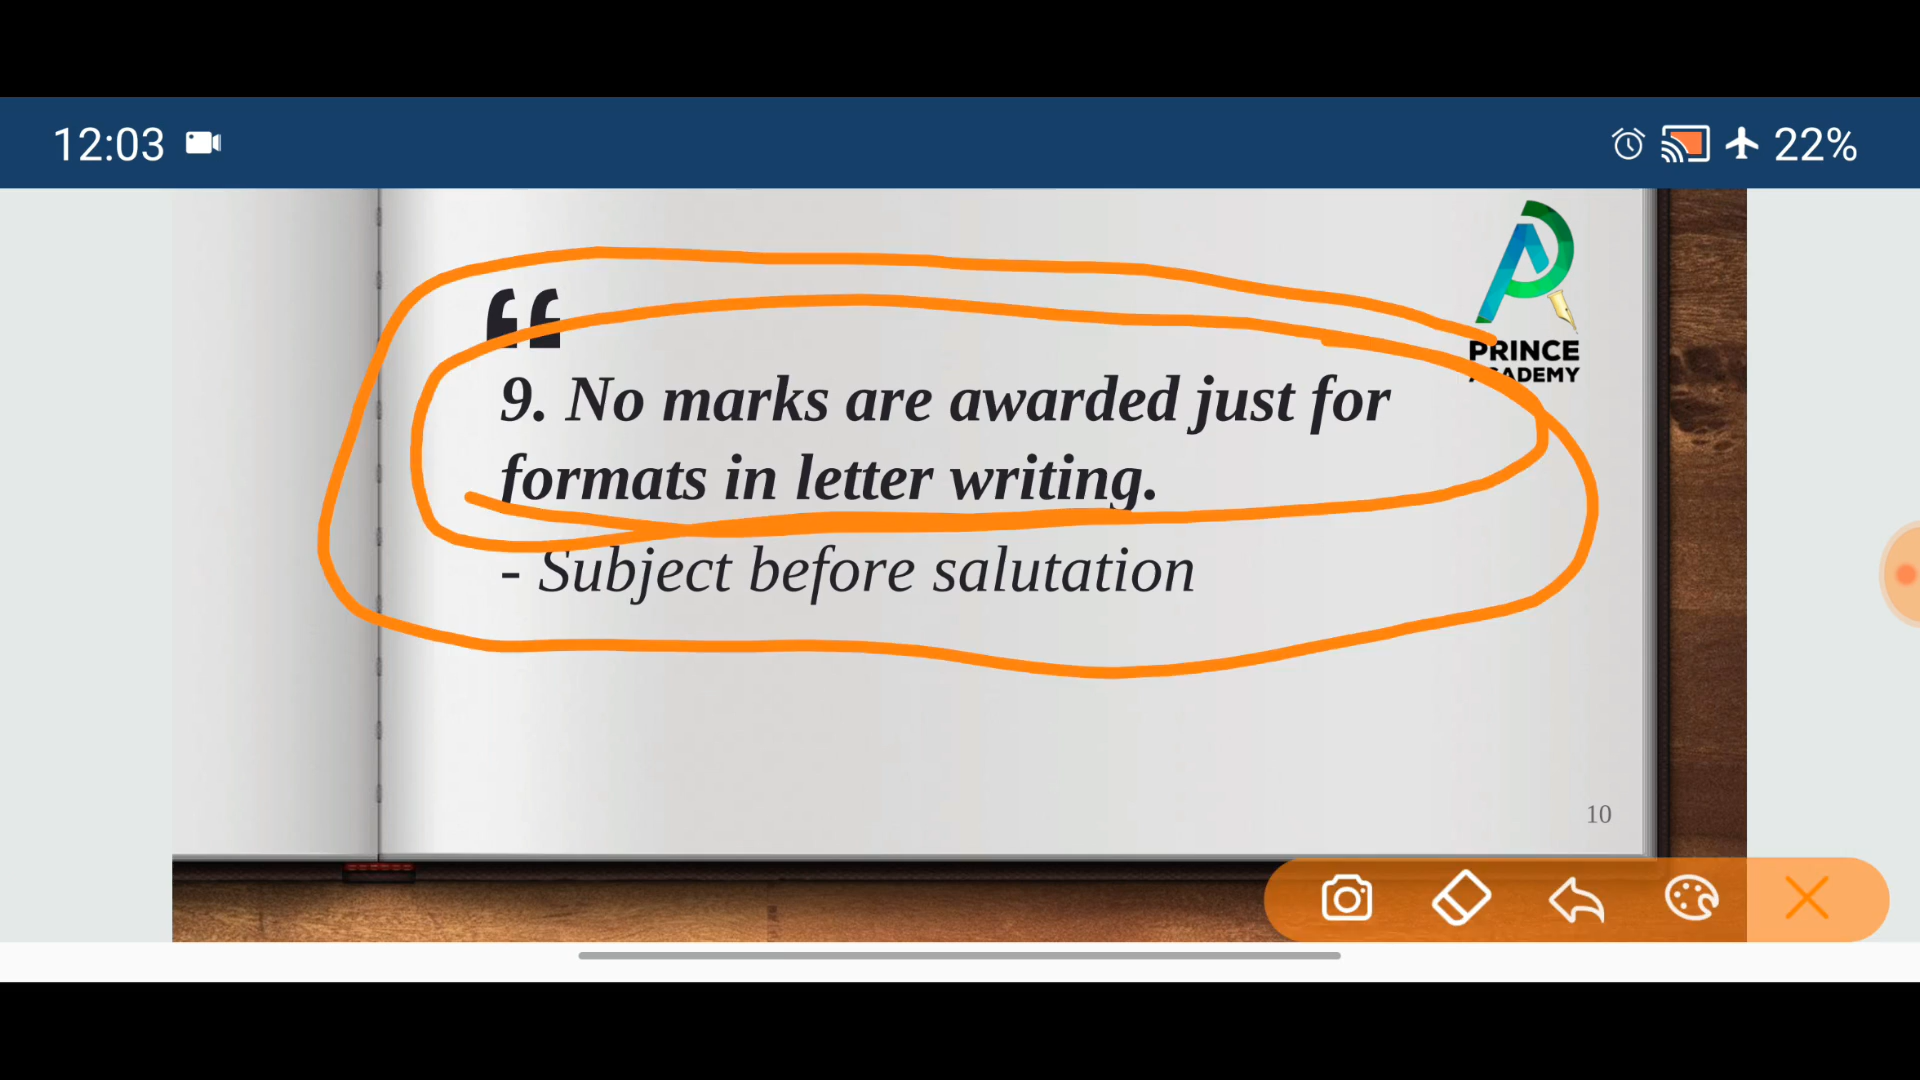 12:03
22%
PRINCE
ACADEMY
“
9. No marks are awarded just for
formats in letter writing.
- Subject before salutation
10